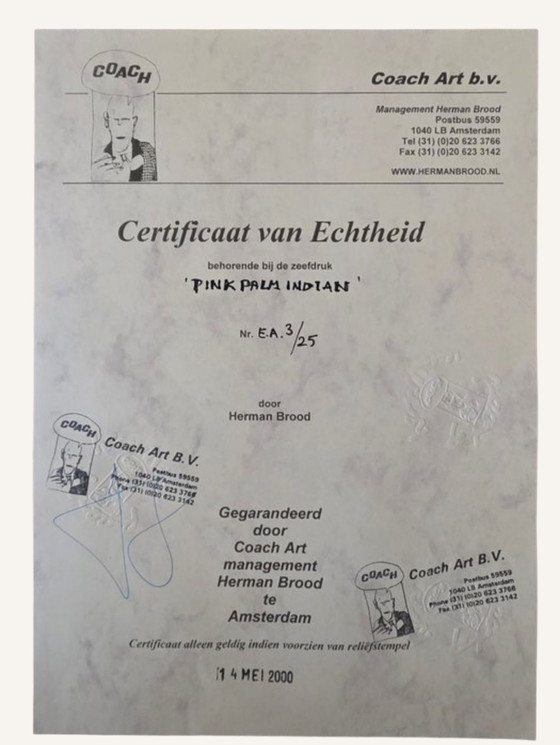 COACH
Coach Art b.v.
Management Herman Brood
Postbus 59559
1040 LB Amsterdam
Tel (31) (0)20 623 3766
Fax (31) (0)20 623 3142
WWW.HERMANBROOD.NL
Certificaat van Echtheid
behorende bij de zeefdruk
'PINK PALM INDIAN'
Nr. E.A. 3/25
door
Herman Brood
COACH
Coach Art B.V.
Postbus 59559
1040 LB Amsterdam
Phone (31) (0)20 623 3766
Fax (31) (0)20 623 3142
Gegarandeerd
door
Coach Art
management
Herman Brood
te
Amsterdam
COACH
Coach Art B.V.
Postbus 59559
1040 LB Amsterdam
Phone (31) (0)20 623 3766
Fax (31) (0)20 623 3142
Certificaat alleen geldig indien voorzien van reliëfstempel
14 MEI 2000